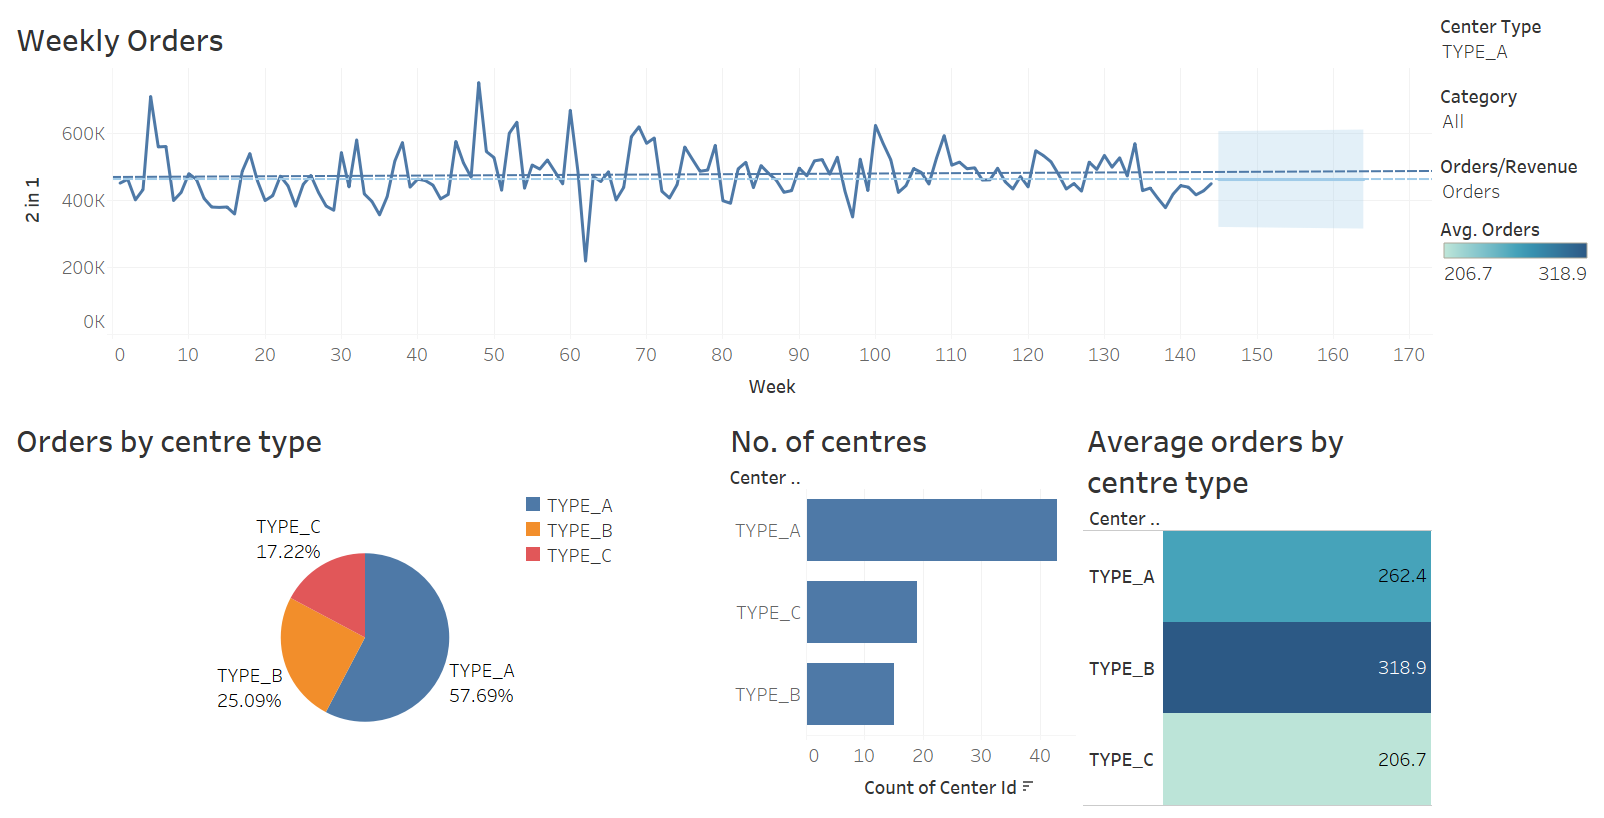 Weekly Orders
2 in 1
600K
400K
200K
0K
0 10 20 30 40 50 60 70 80 90 100 110 120 130 140 150 160 170
Week
Center Type
TYPE_A
Category
All
Orders/Revenue
Orders
Avg. Orders
206.7 318.9
Orders by centre type
TYPE_A
TYPE_B
TYPE_C
TYPE_C
17.22%
TYPE_B
25.09%
TYPE_A
57.69%
No. of centres
Center ..
TYPE_A
TYPE_C
TYPE_B
0 10 20 30 40
Count of Center Id
Average orders by
centre type
Center ..
TYPE_A 262.4
TYPE_B 318.9
TYPE_C 206.7